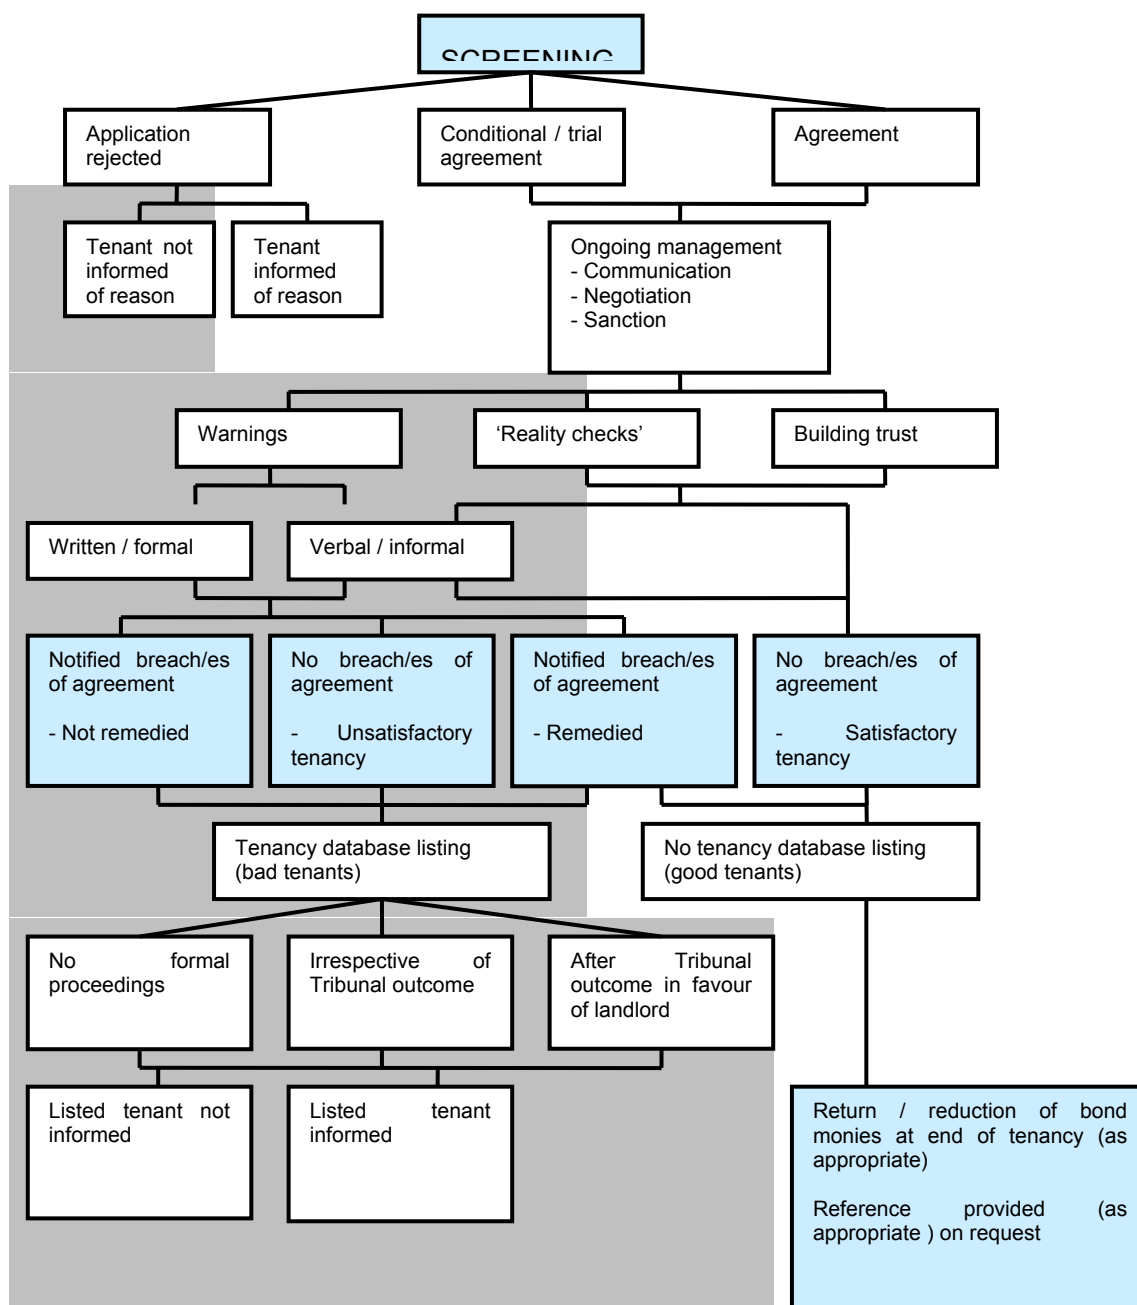 SCREENING
Application
rejected
Conditional / trial
agreement
Agreement
Tenant not
informed
of reason
Tenant
informed
of reason
Ongoing management
- Communication
- Negotiation
- Sanction
Warnings
‘Reality checks’
Building trust
Written / formal
Verbal / informal
Notified breach/es
of agreement
- Not remedied
No breach/es of
agreement
- Unsatisfactory
tenancy
Notified breach/es
of agreement
- Remedied
No breach/es of
agreement
- Satisfactory
tenancy
Tenancy database listing
(bad tenants)
No tenancy database listing
(good tenants)
No formal
proceedings
Irrespective of
Tribunal outcome
After Tribunal
outcome in favour
of landlord
Listed tenant not
informed
Listed tenant
informed
Return / reduction of bond
monies at end of tenancy (as
appropriate)
Reference provided (as
appropriate ) on request